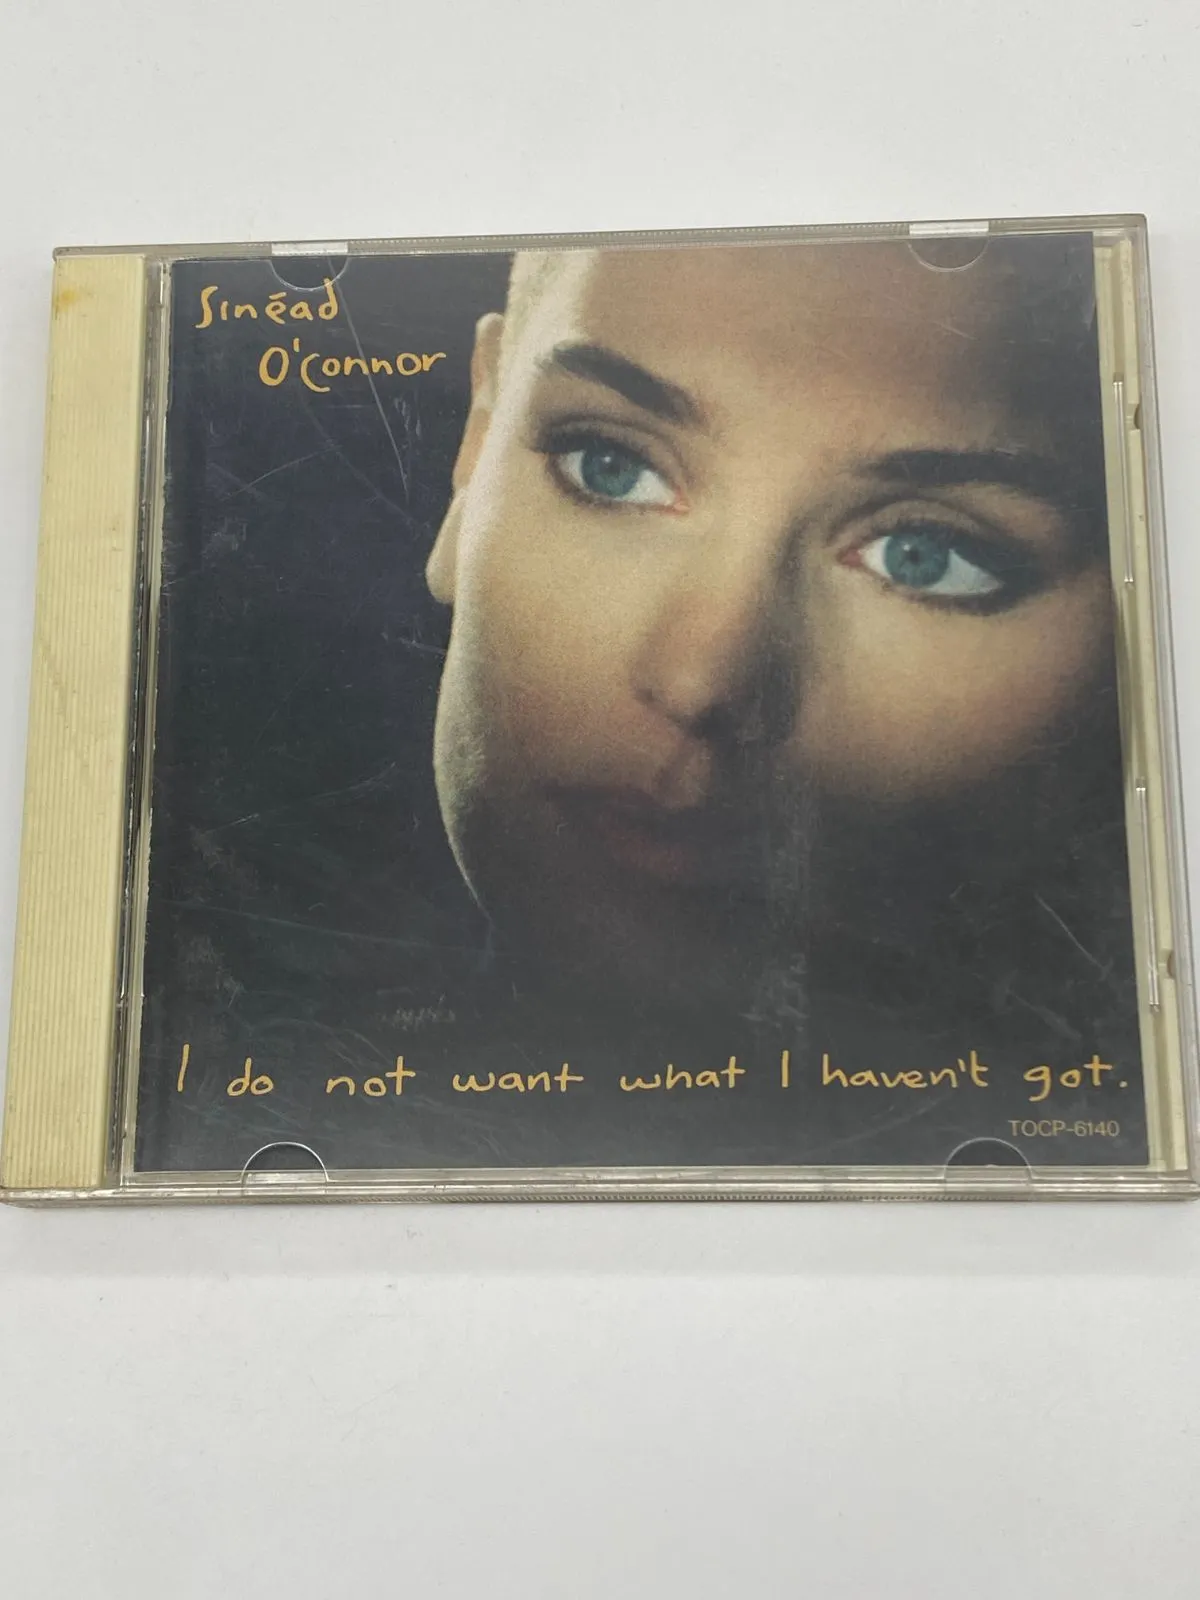 Sinéad
O'Connor
I do not want what I haven't got.
TOCP-6140